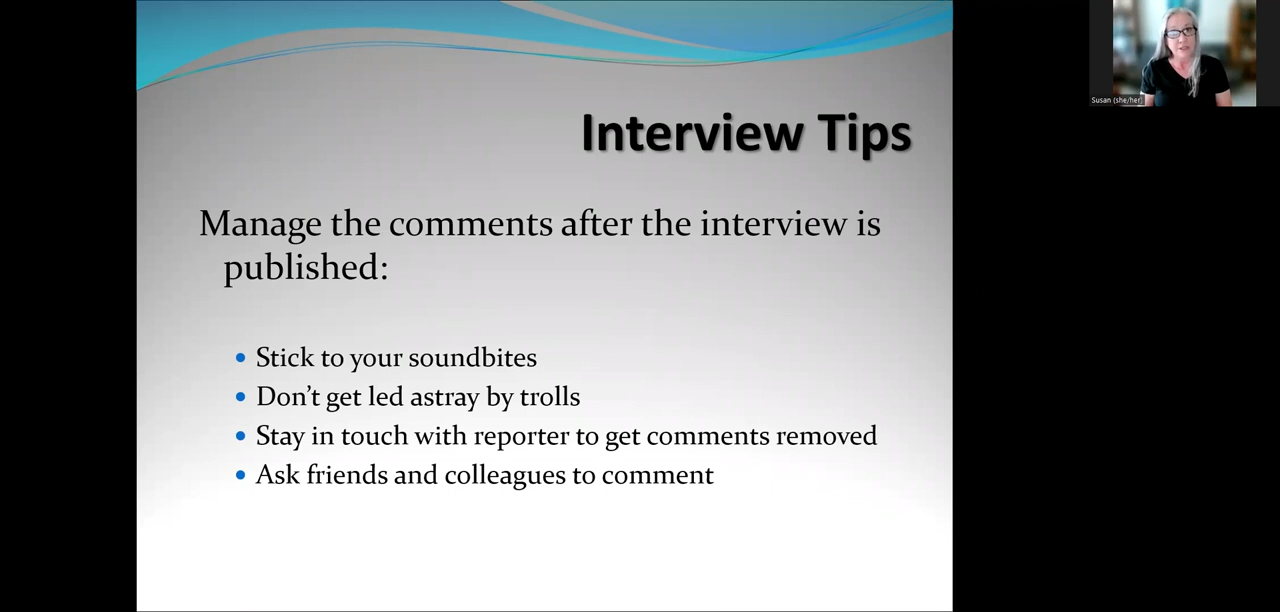 Susan (she/her)
Interview Tips
Manage the comments after the interview is
published:
Stick to your soundbites
Don't get led astray by trolls
Stay in touch with reporter to get comments removed
Ask friends and colleagues to comment